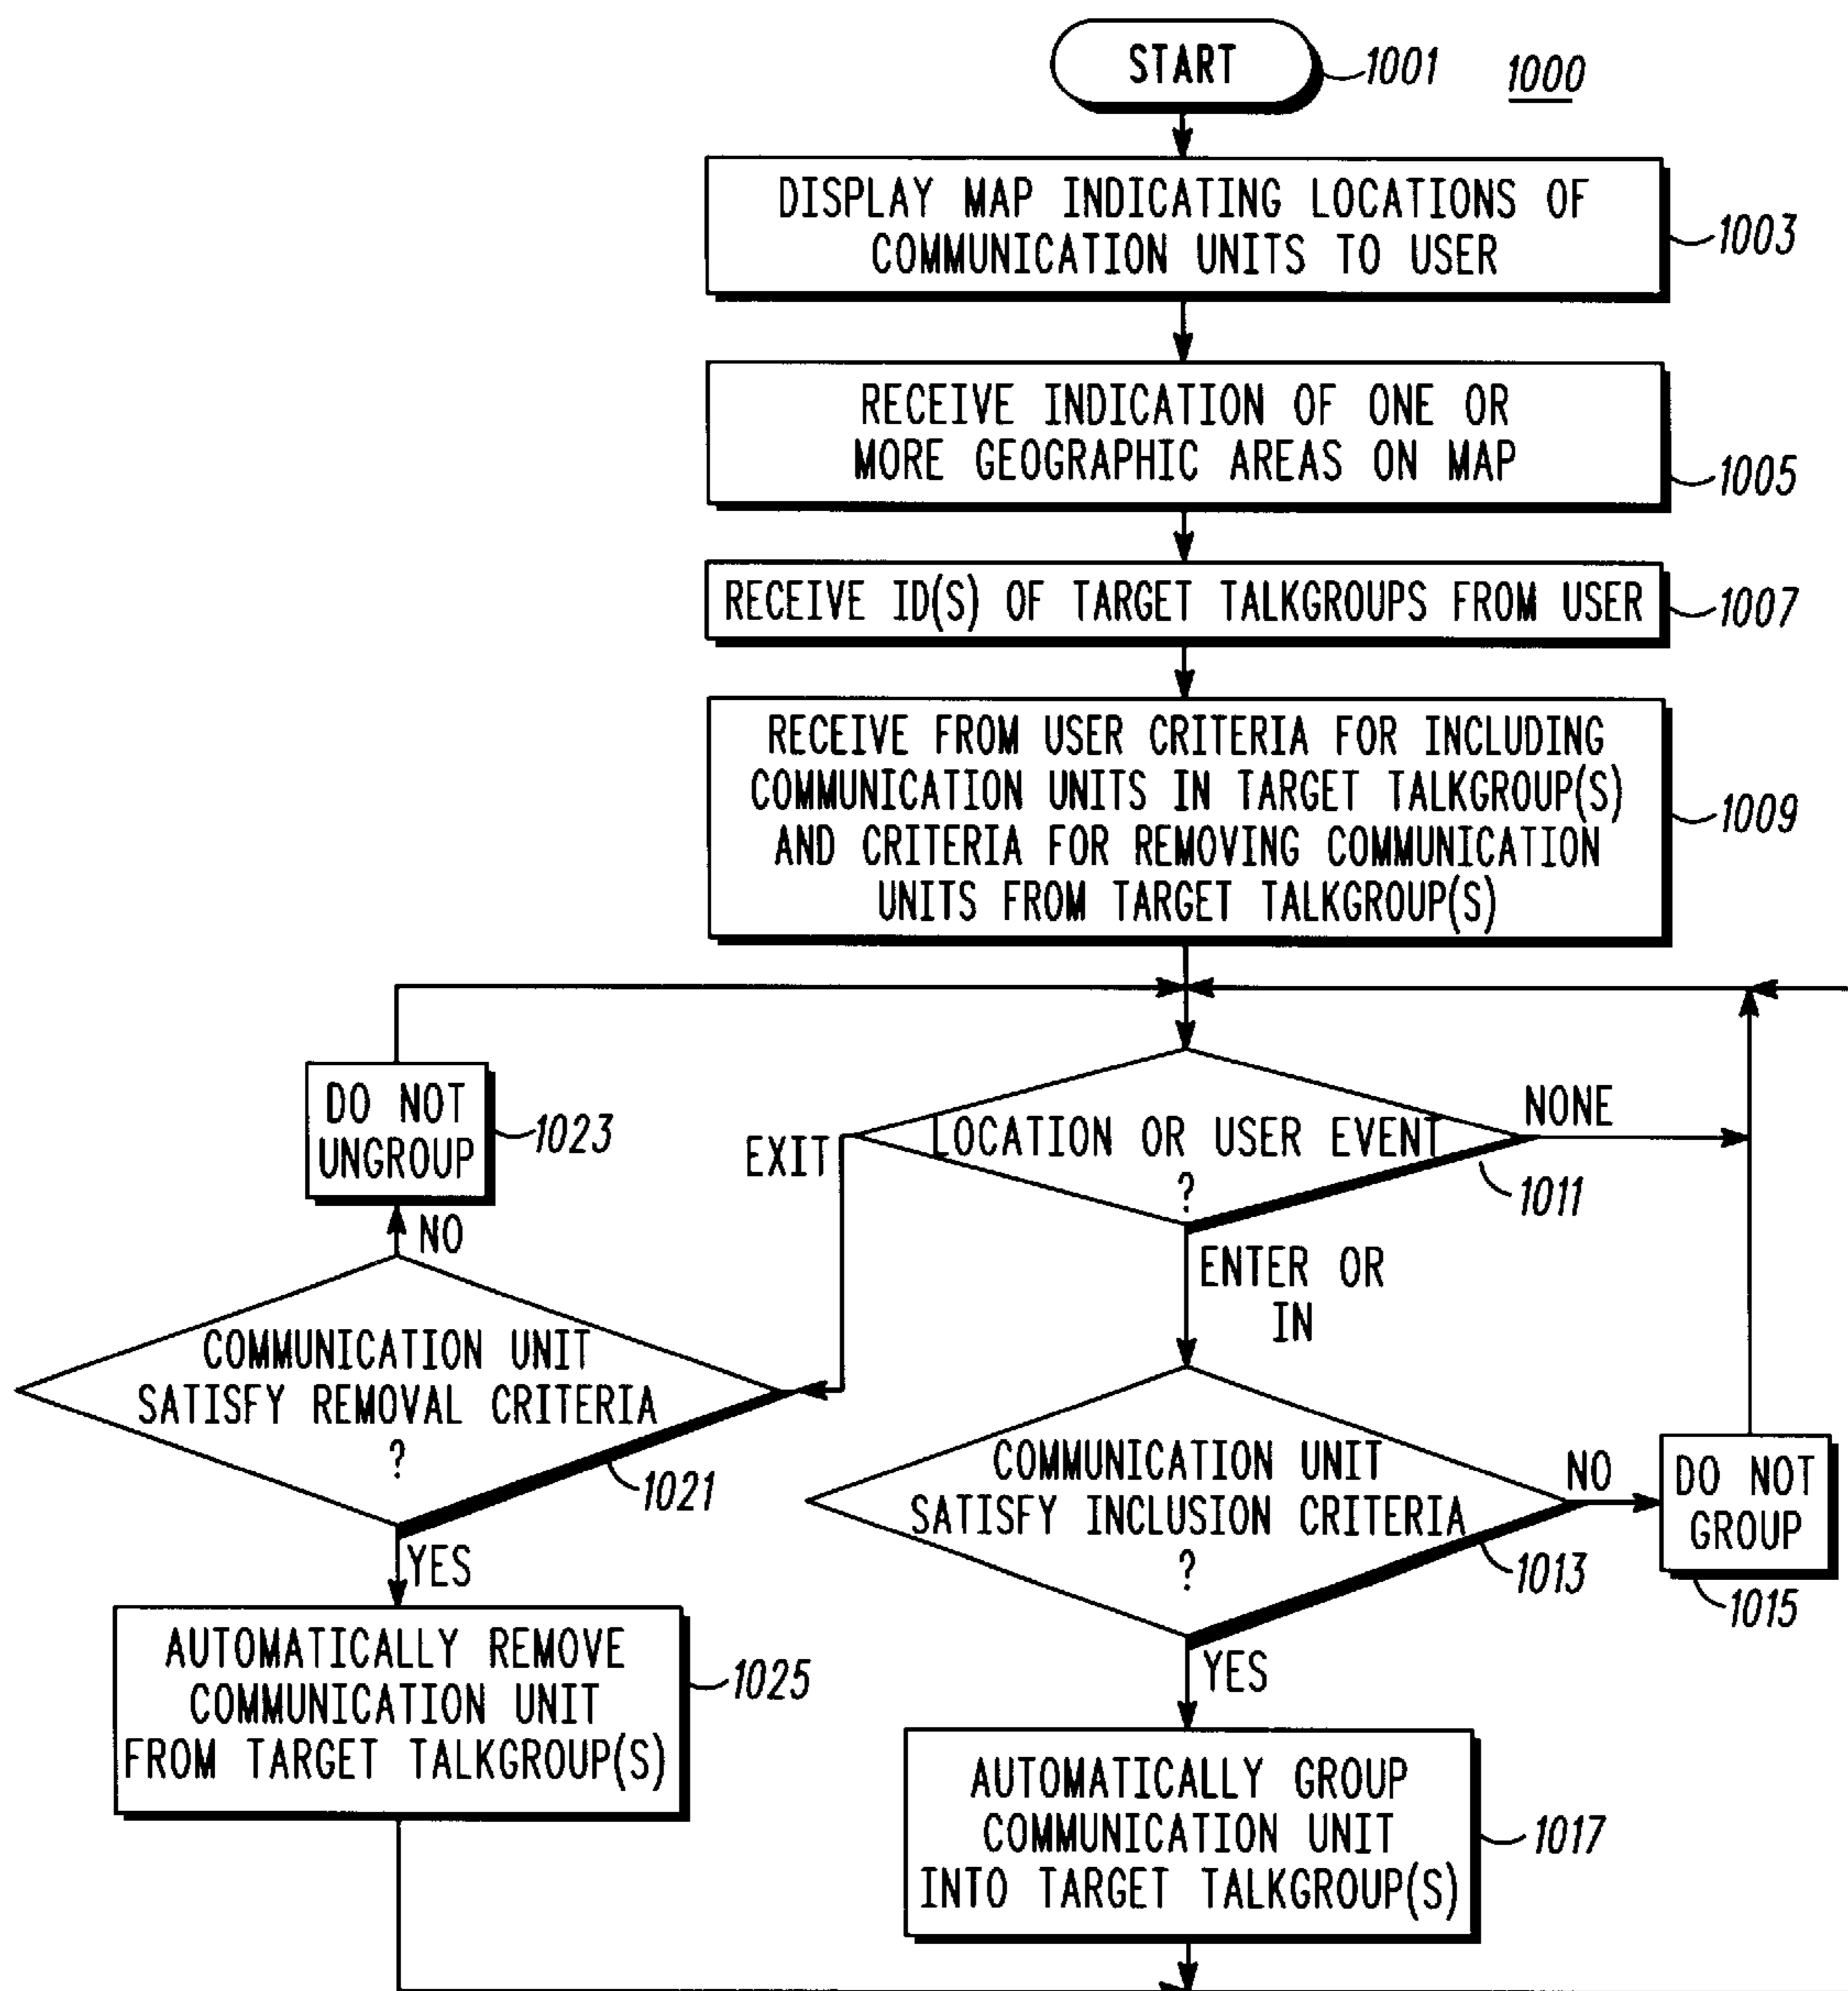 START
1001
1000
DISPLAY MAP INDICATING LOCATIONS OF
COMMUNICATION UNITS TO USER
1003
RECEIVE INDICATION OF ONE OR
MORE GEOGRAPHIC AREAS ON MAP
1005
RECEIVE ID(S) OF TARGET TALKGROUPS FROM USER
1007
RECEIVE FROM USER CRITERIA FOR INCLUDING
COMMUNICATION UNITS IN TARGET TALKGROUP(S)
AND CRITERIA FOR REMOVING COMMUNICATION
UNITS FROM TARGET TALKGROUP(S)
1009
LOCATION OR USER EVENT
?
1011
NONE
EXIT
ENTER OR
IN
DO NOT
UNGROUP
1023
NO
COMMUNICATION UNIT
SATISFY REMOVAL CRITERIA
?
1021
YES
COMMUNICATION UNIT
SATISFY INCLUSION CRITERIA
?
1013
NO
DO NOT
GROUP
1015
YES
AUTOMATICALLY REMOVE
COMMUNICATION UNIT
FROM TARGET TALKGROUP(S)
1025
AUTOMATICALLY GROUP
COMMUNICATION UNIT
INTO TARGET TALKGROUP(S)
1017